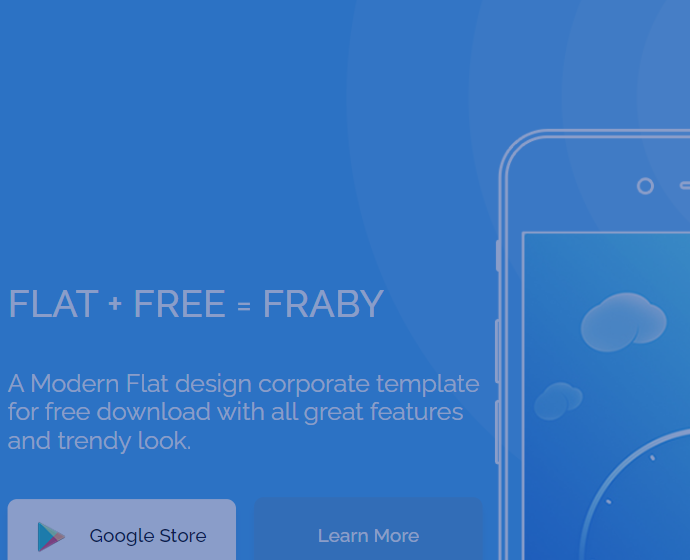 FLAT + FREE = FRABY
A Modern Flat design corporate template
for free download with all great features
and trendy look.
Google Store
Learn More